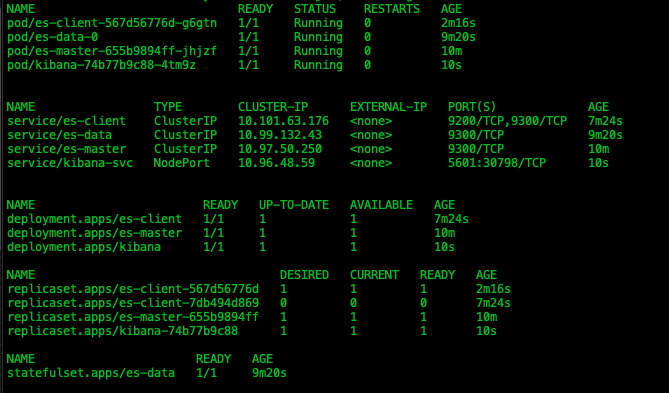 NAME READY STATUS RESTARTS AGE
pod/es-client-567d56776d-g6gtn 1/1 Running 0 2m16s
pod/es-data-0 1/1 Running 0 9m20s
pod/es-master-655b9894ff-jhjzf 1/1 Running 0 10m
pod/kibana-74b77b9c88-4tm9z 1/1 Running 0 10s
NAME TYPE CLUSTER-IP EXTERNAL-IP PORT(S) AGE
service/es-client ClusterIP 10.101.63.176 <none> 9200/TCP,9300/TCP 7m24s
service/es-data ClusterIP 10.99.132.43 <none> 9300/TCP 9m20s
service/es-master ClusterIP 10.97.50.250 <none> 9300/TCP 10m
service/kibana-svc NodePort 10.96.48.59 <none> 5601:30798/TCP 10s
NAME READY UP-TO-DATE AVAILABLE AGE
deployment.apps/es-client 1/1 1 1 7m24s
deployment.apps/es-master 1/1 1 1 10m
deployment.apps/kibana 1/1 1 1 10s
NAME DESIRED CURRENT READY AGE
replicaset.apps/es-client-567d56776d 1 1 1 2m16s
replicaset.apps/es-client-7db494d869 0 0 0 7m24s
replicaset.apps/es-master-655b9894ff 1 1 1 10m
replicaset.apps/kibana-74b77b9c88 1 1 1 10s
NAME READY AGE
statefulset.apps/es-data 1/1 9m20s